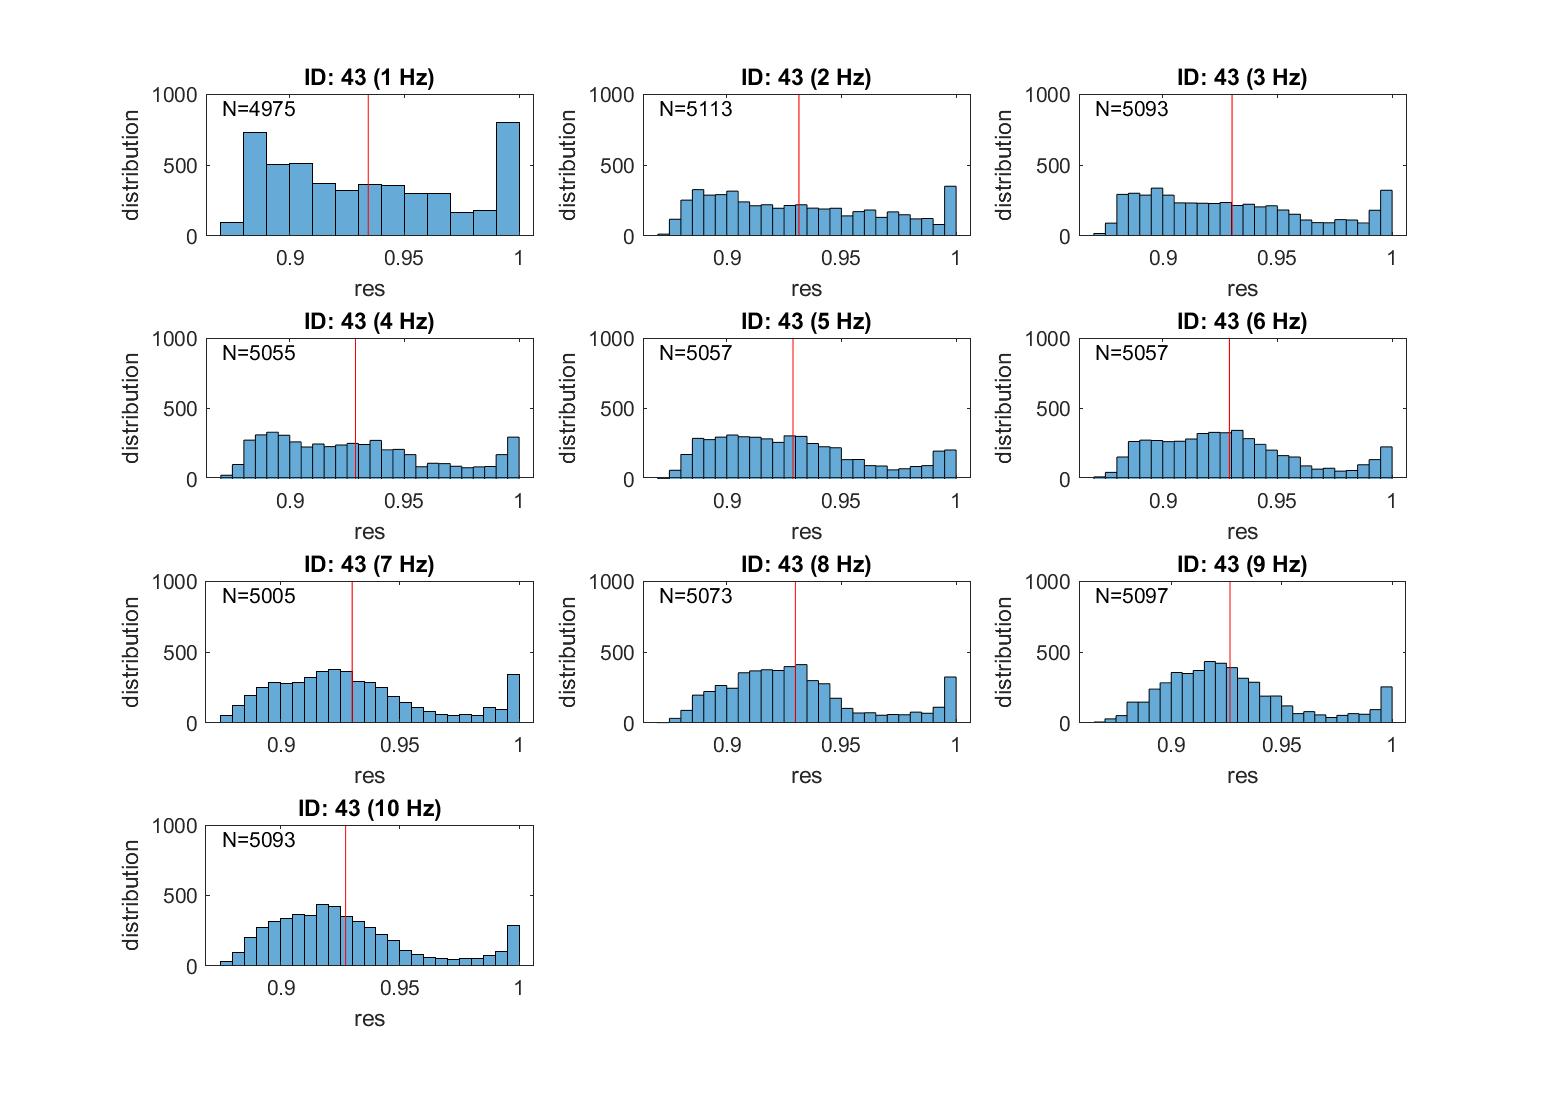 ID: 43 (1 Hz)
N=4975
distribution
1000
500
0
0.9 0.95 1
res
ID: 43 (2 Hz)
N=5113
distribution
1000
500
0
0.9 0.95 1
res
ID: 43 (3 Hz)
N=5093
distribution
1000
500
0
0.9 0.95 1
res
ID: 43 (4 Hz)
N=5055
distribution
1000
500
0
0.9 0.95 1
res
ID: 43 (5 Hz)
N=5057
distribution
1000
500
0
0.9 0.95 1
res
ID: 43 (6 Hz)
N=5057
distribution
1000
500
0
0.9 0.95 1
res
ID: 43 (7 Hz)
N=5005
distribution
1000
500
0
0.9 0.95 1
res
ID: 43 (8 Hz)
N=5073
distribution
1000
500
0
0.9 0.95 1
res
ID: 43 (9 Hz)
N=5097
distribution
1000
500
0
0.9 0.95 1
res
ID: 43 (10 Hz)
N=5093
distribution
1000
500
0
0.9 0.95 1
res